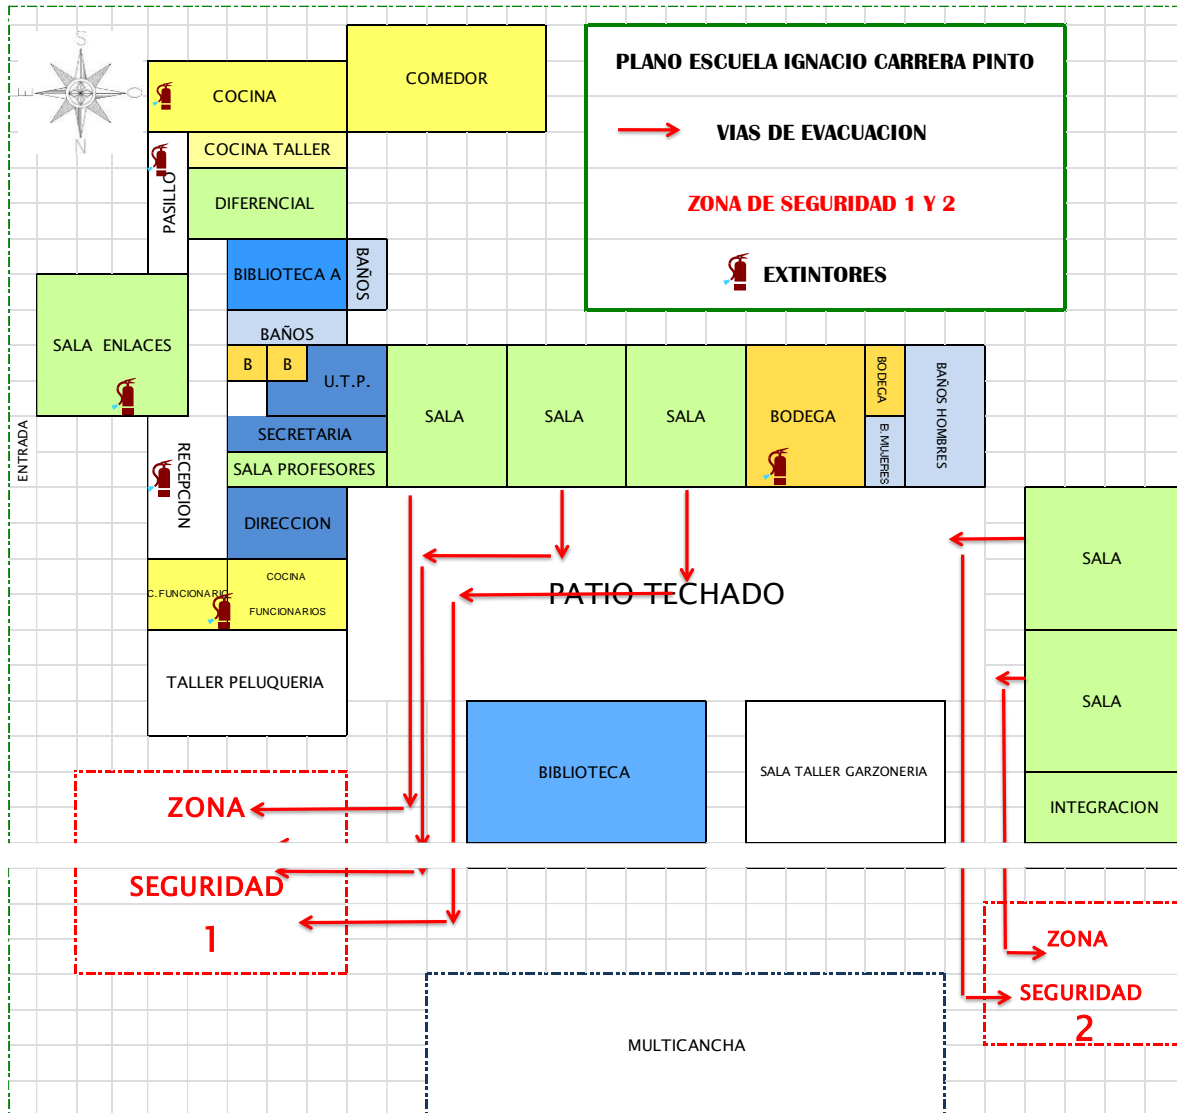 S
E
O
N
COCINA
COMEDOR
PLANO ESCUELA IGNACIO CARRERA PINTO
VIAS DE EVACUACION
ZONA DE SEGURIDAD 1 Y 2
EXTINTORES
COCINA TALLER
PASILLO
DIFERENCIAL
BIBLIOTECA A
BAÑOS
BAÑOS
SALA ENLACES
B
B
U.T.P.
SALA
SALA
SALA
BODEGA
BODEGA
B.MUJERES
BAÑOS HOMBRES
ENTRADA
SECRETARIA
SALA PROFESORES
RECEPCION
DIRECCION
C.FUNCIONARIO
COCINA
FUNCIONARIOS
PATIO TECHADO
SALA
TALLER PELUQUERIA
SALA
BIBLIOTECA
SALA TALLER GARZONERIA
INTEGRACION
ZONA
SEGURIDAD
1
ZONA
SEGURIDAD
2
MULTICANCHA